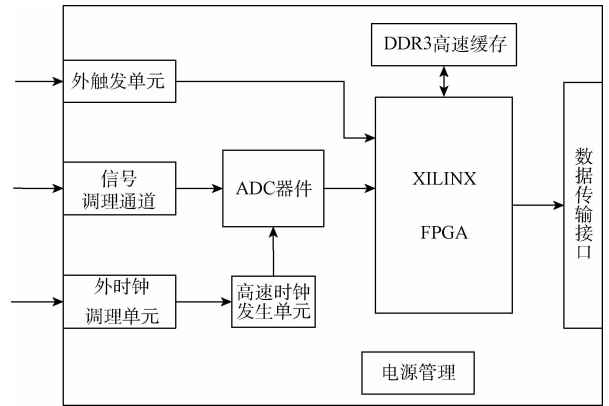 DDR3高速缓存
外触发单元
信号
调理通道
ADC器件
XILINX
FPGA
数据传输接口
外时钟
调理单元
高速时钟
发生单元
电源管理